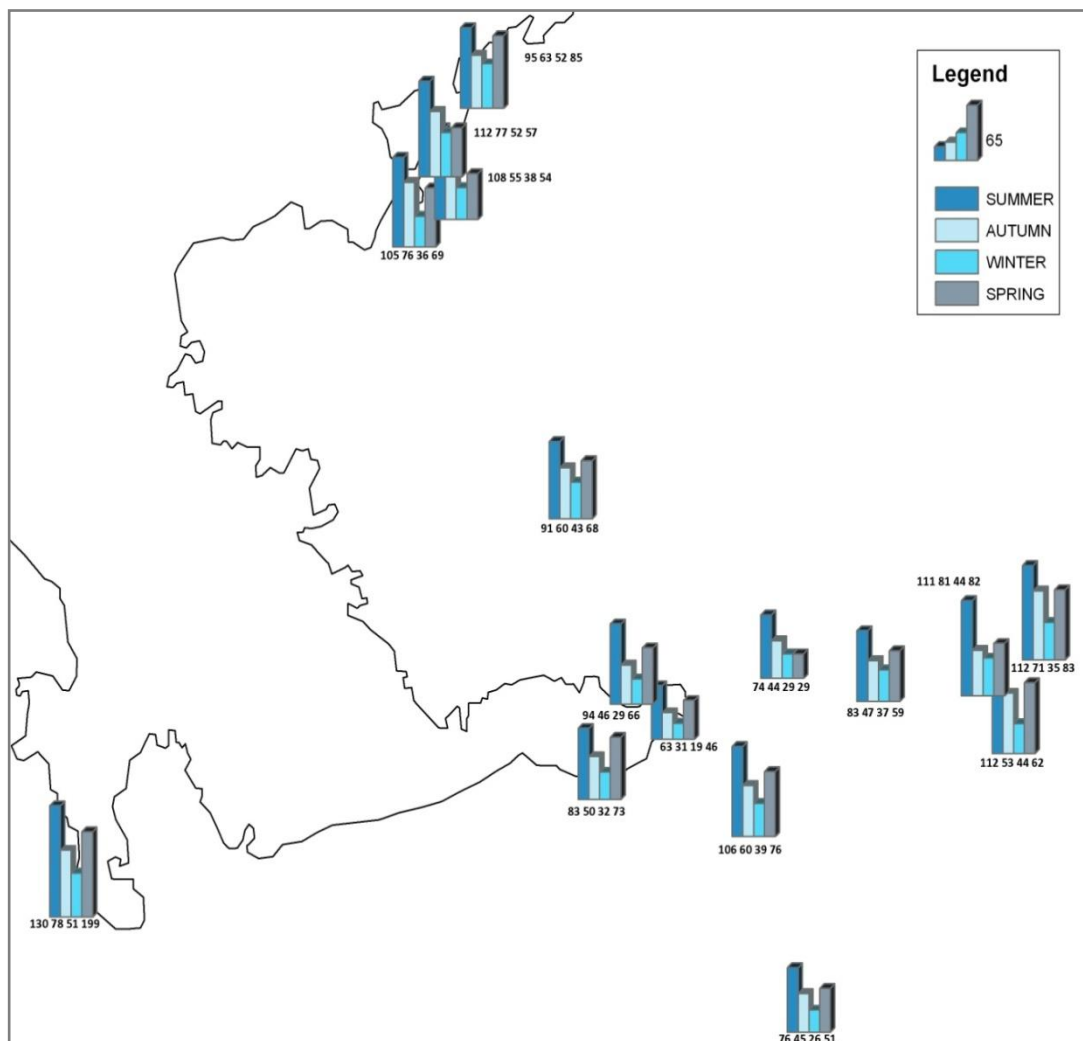 95 63 52 85
Legend
65
112 77 52 57
108 55 38 54
SUMMER
AUTUMN
105 76 36 69
WINTER
SPRING
91 60 43 68
111 81 44 82
112 71 35 83
74 44 29 29
83 47 37 59
94 46 29 66
63 31 19 46
112 53 44 62
83 50 32 73
106 60 39 76
130 78 51 199
76 45 26 51